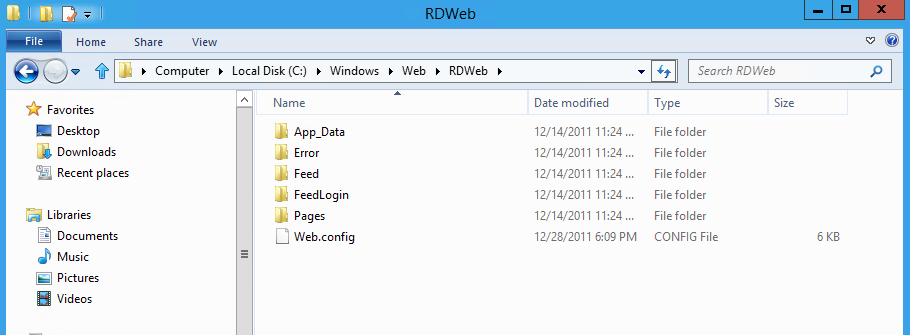 RDWeb
File Home Share View
Computer Local Disk (C:) Windows Web RDWeb Search RDWeb
Name Date modified Type Size
Favorites
Desktop
Downloads
Recent places
Libraries
Documents
Music
Pictures
Videos
App_Data 12/14/2011 11:24 ... File folder
Error 12/14/2011 11:24 ... File folder
Feed 12/14/2011 11:24 ... File folder
FeedLogin 12/14/2011 11:24 ... File folder
Pages 12/14/2011 11:24 ... File folder
Web.config 12/28/2011 6:09 PM CONFIG File 6 KB